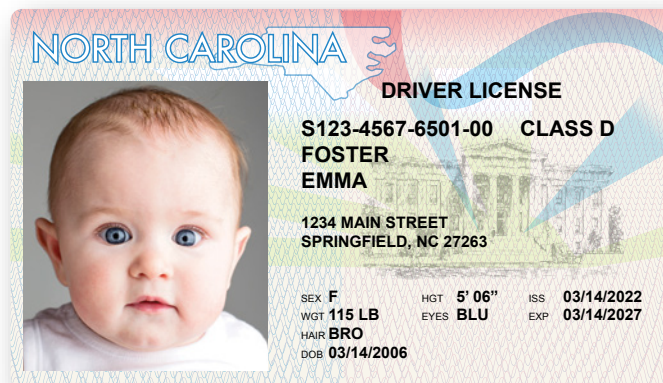 NORTH CAROLINA
DRIVER LICENSE
S123-4567-6501-00 CLASS D
FOSTER
EMMA
1234 MAIN STREET
SPRINGFIELD, NC 27263
SEX F HGT 5' 06” ISS 03/14/2022
WGT 115 LB EYES BLU EXP 03/14/2027
HAIR BRO
DOB 03/14/2006